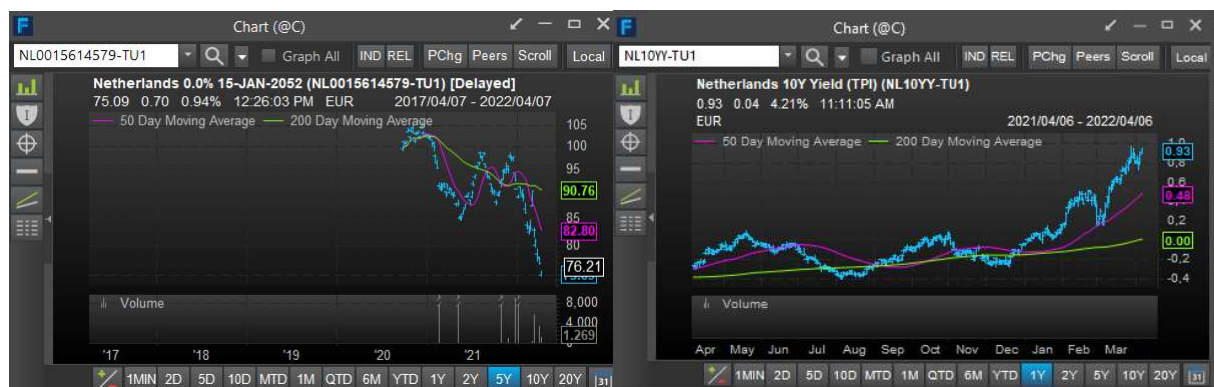 Chart (@C)
NL0015614579-TU1
Graph All
IND REL
PChg Peers Scroll
Local
Netherlands 0.0% 15-JAN-2052 (NL0015614579-TU1) [Delayed]
75.09 0.70 0.94% 12:26:03 PM EUR 2017/04/07 - 2022/04/07
50 Day Moving Average 200 Day Moving Average
105
100
95
90.76
85
82.80
80
76.21
Volume
8,000
4,000
1.269
'17 '18 '19 '20 '21
1MIN 2D 5D 10D MTD 1M QTD 6M YTD 1Y 2Y 5Y 10Y 20Y 31
Chart (@C)
NL10YY-TU1
Graph All
IND REL
PChg Peers Scroll
Local
Netherlands 10Y Yield (TPI) (NL10YY-TU1)
0.93 0.04 4.21% 11:11:05 AM
EUR 2021/04/06 - 2022/04/06
50 Day Moving Average 200 Day Moving Average
0.93
0,8
0,6
0.48
0,2
0.00
-0,2
-0,4
Volume
Apr May Jun Jul Aug Sep Oct Nov Dec Jan Feb Mar
1MIN 2D 5D 10D MTD 1M QTD 6M YTD 1Y 2Y 5Y 10Y 20Y 31